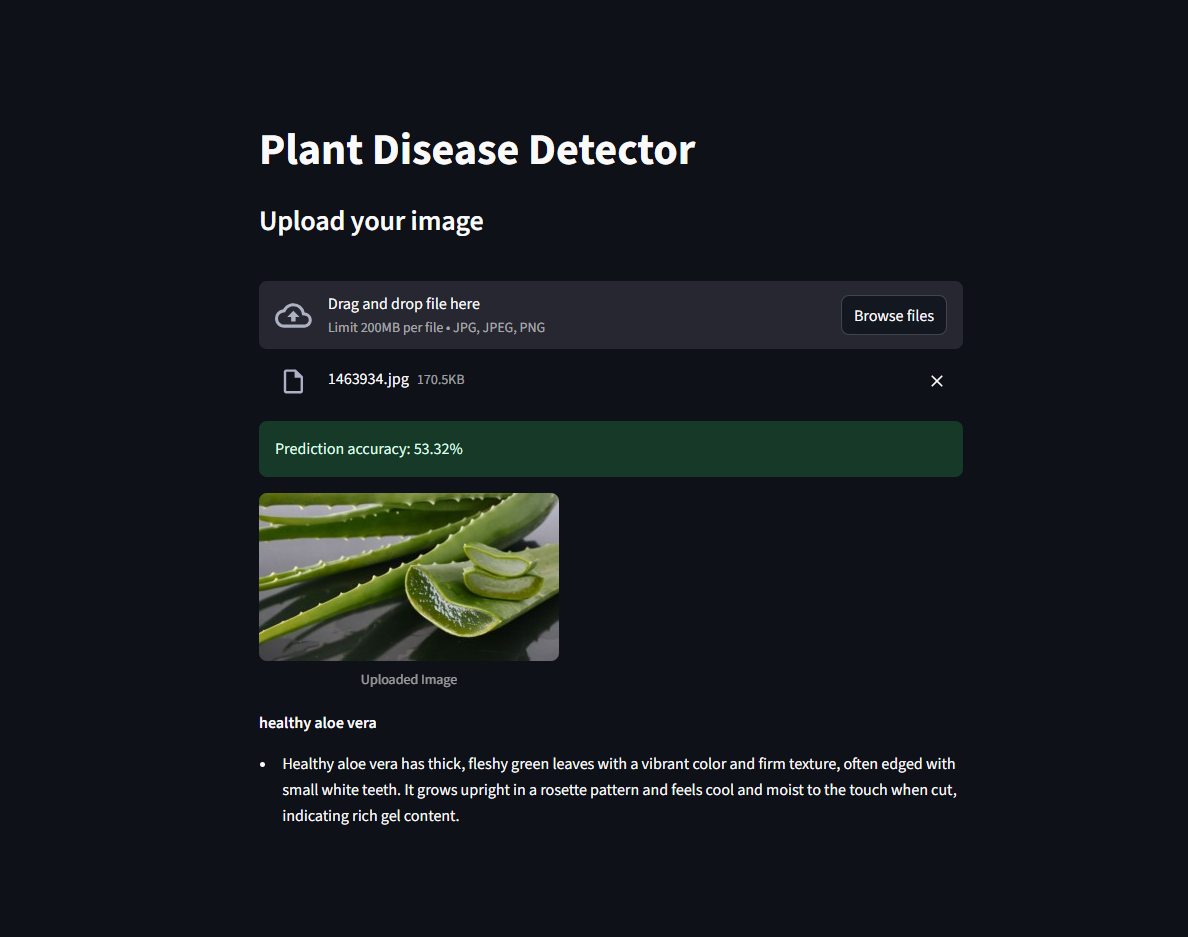 Plant Disease Detector
Upload your image
Drag and drop file here
Limit 200MB per file • JPG, JPEG, PNG
Browse files
1463934.jpg 170.5KB
Prediction accuracy: 53.32%
Uploaded Image
healthy aloe vera
• Healthy aloe vera has thick, fleshy green leaves with a vibrant color and firm texture, often edged with
small white teeth. It grows upright in a rosette pattern and feels cool and moist to the touch when cut,
indicating rich gel content.